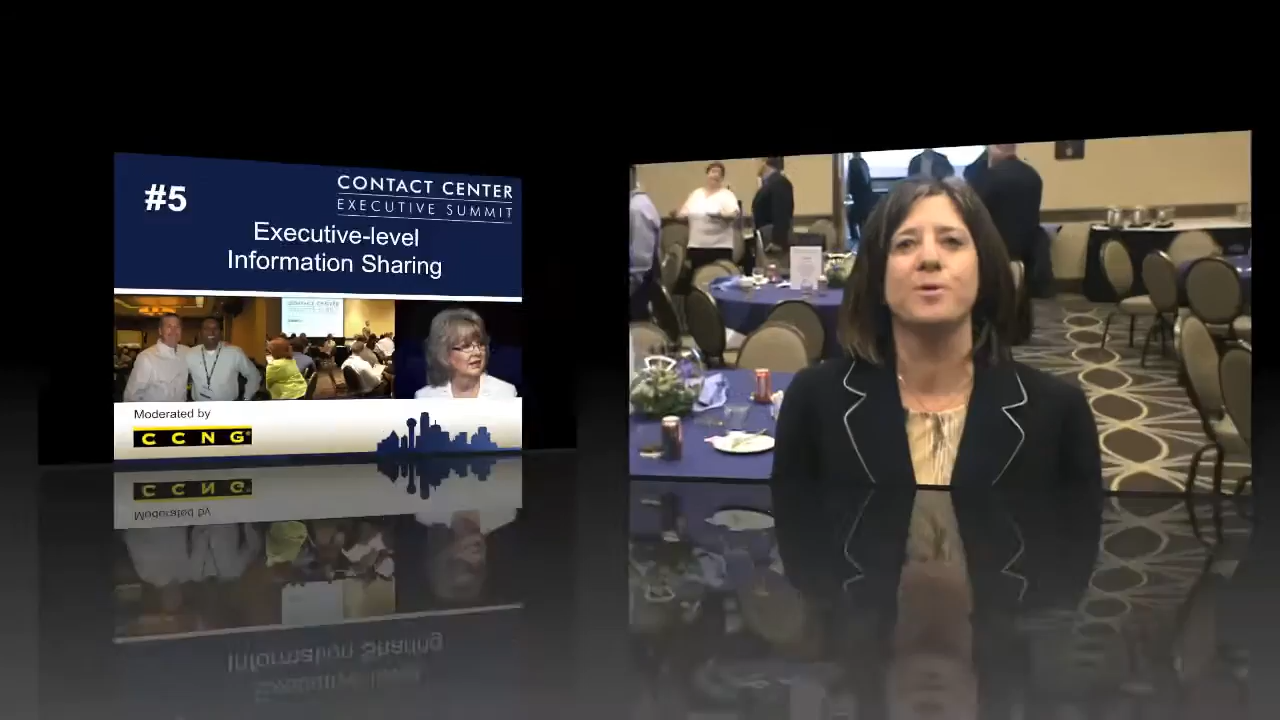 #5
CONTACT CENTER
EXECUTIVE SUMMIT
Executive-level
Information Sharing
Moderated by
CCNG®